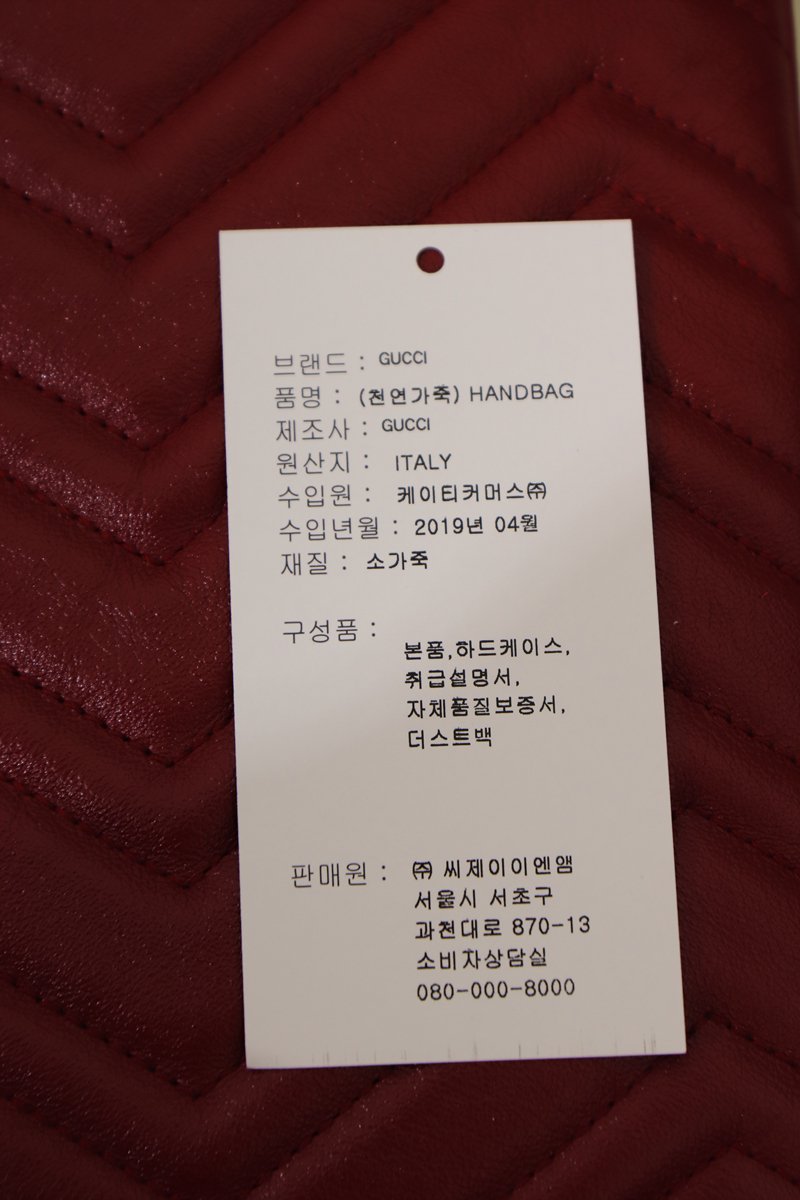 브랜드 : GUCCI
품명 : (천연가죽) HANDBAG
제조사 : GUCCI
원산지 : ITALY
수입원 : 케이티커머스㈜
수입년월 : 2019년 04월
재질 : 소가죽
구성품 :
본품,하드케이스,
취급설명서,
자체품질보증서,
더스트백
판매원 : ㈜ 씨제이이엔앰
서울시 서초구
과천대로 870-13
소비자상담실
080-000-8000